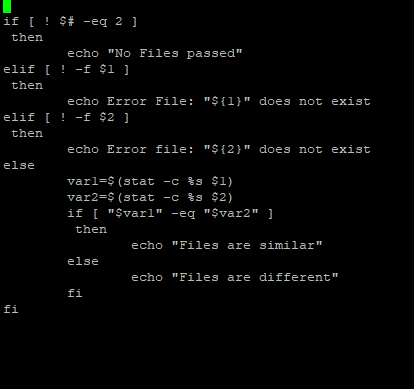 if [ ! $# -eq 2 ]
 then
        echo "No Files passed"
elif [ ! -f $1 ]
 then
        echo Error File: "${1}" does not exist
elif [ ! -f $2 ]
 then
        echo Error file: "${2}" does not exist
else
        var1=$(stat -c %s $1)
        var2=$(stat -c %s $2)
        if [ "$var1" -eq "$var2" ]
         then
                echo "Files are similar"
        else
                echo "Files are different"
        fi
fi